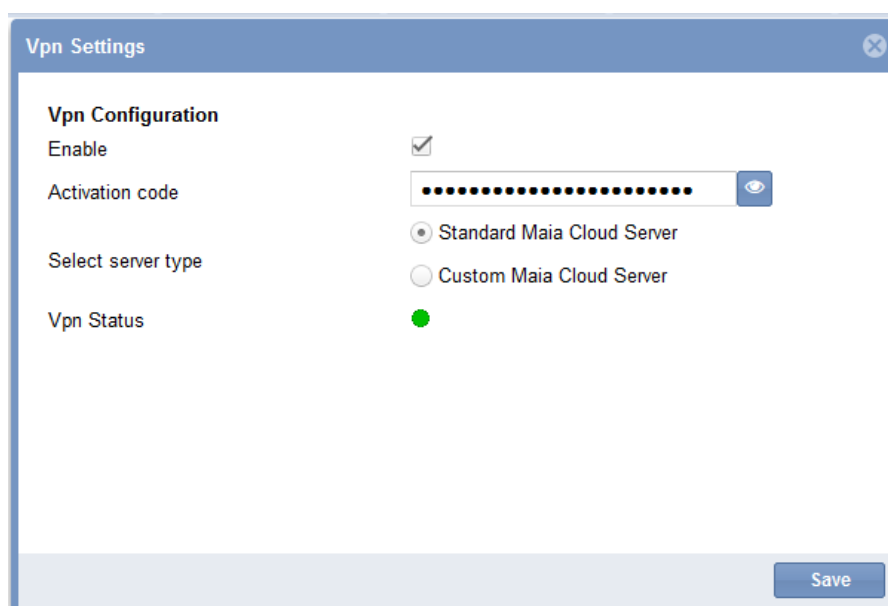 Vpn Settings
Vpn Configuration
Enable
Activation code
•••••••••••••••••••••••
Standard Maia Cloud Server
Select server type
Custom Maia Cloud Server
Vpn Status
Save